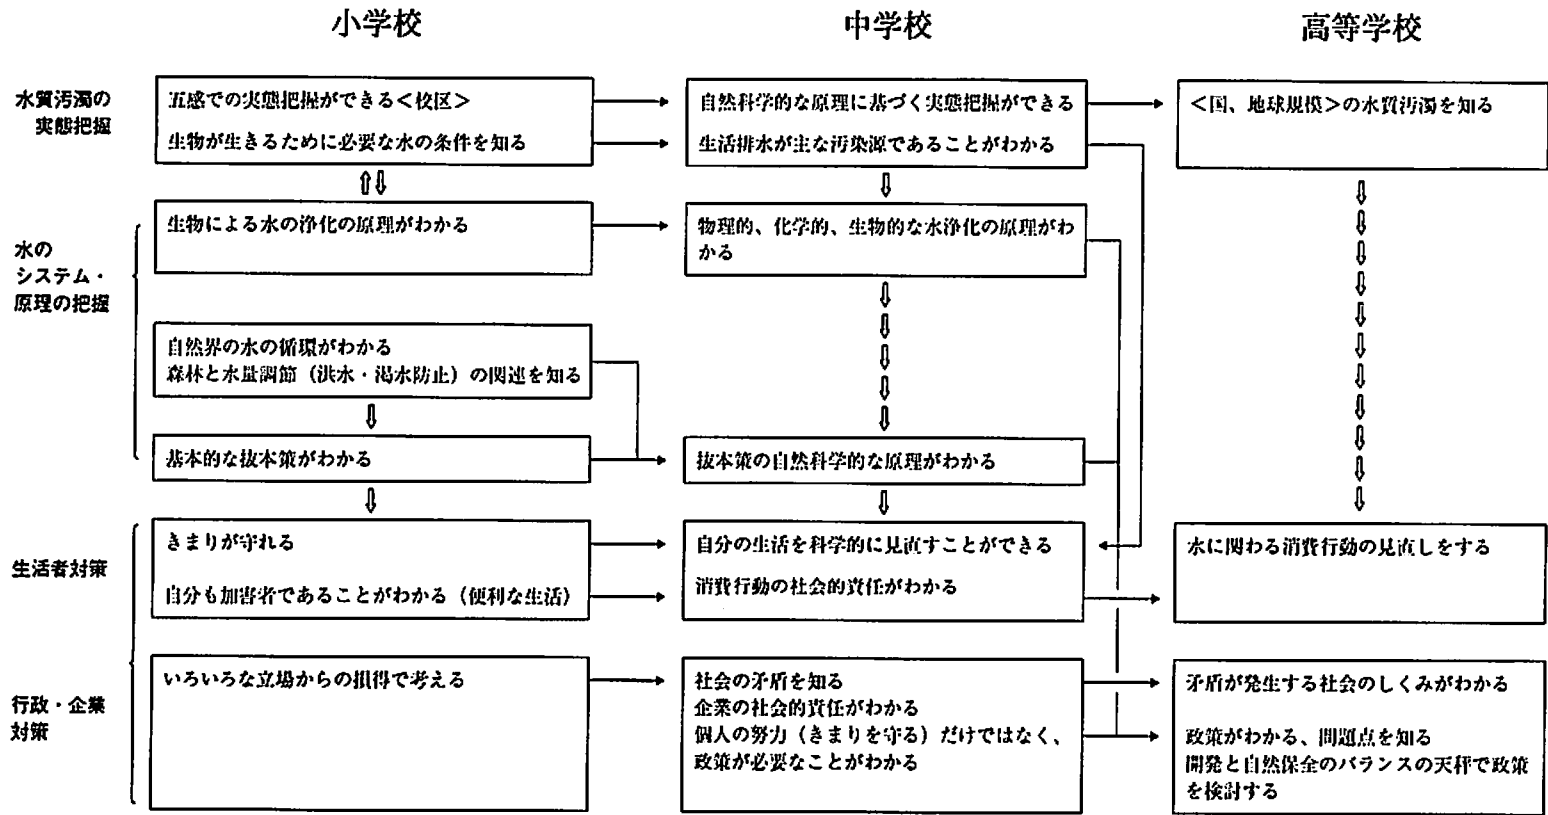 小学校
中学校
高等学校
水質汚濁の
実態把握
五感での実態把握ができる<校区>
生物が生きるために必要な水の条件を知る
自然科学的な原理に基づく実態把握ができる
生活排水が主な汚染源であることがわかる
<国、地球規模>の水質汚濁を知る
水の
システム・
原理の把握
生物による水の浄化の原理がわかる
物理的、化学的、生物的な水浄化の原理がわ
かる
自然界の水の循環がわかる
森林と水量調節（洪水・渇水防止）の関連を知る
基本的な抜本策がわかる
抜本策の自然科学的な原理がわかる
生活者対策
きまりが守れる
自分も加害者であることがわかる（便利な生活）
自分の生活を科学的に見直すことができる
消費行動の社会的責任がわかる
水に関わる消費行動の見直しをする
行政・企業
対策
いろいろな立場からの損得で考える
社会の矛盾を知る
企業の社会的責任がわかる
個人の努力（きまりを守る）だけではなく、
政策が必要なことがわかる
矛盾が発生する社会のしくみがわかる
政策がわかる、問題点を知る
開発と自然保全のバランスの天秤で政策
を検討する